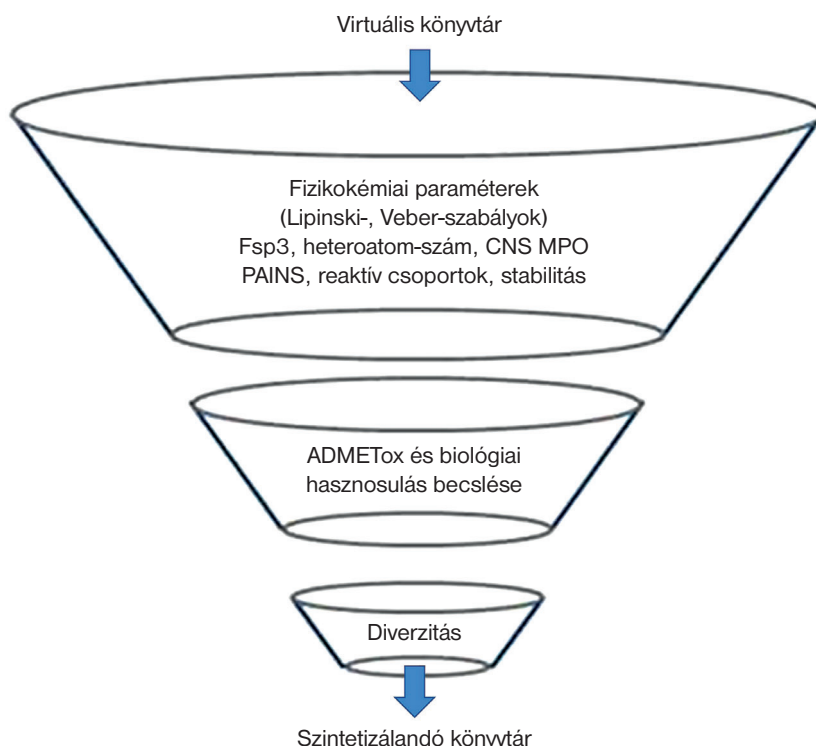 Virtuális könyvtár
Fizikokémiai paraméterek
(Lipinski-, Veber-szabályok)
Fsp3, heteroatom-szám, CNS MPO
PAINS, reaktív csoportok, stabilitás
ADMETox és biológiai
hasznosulás becslése
Diverzitás
Szintetizálandó könyvtár